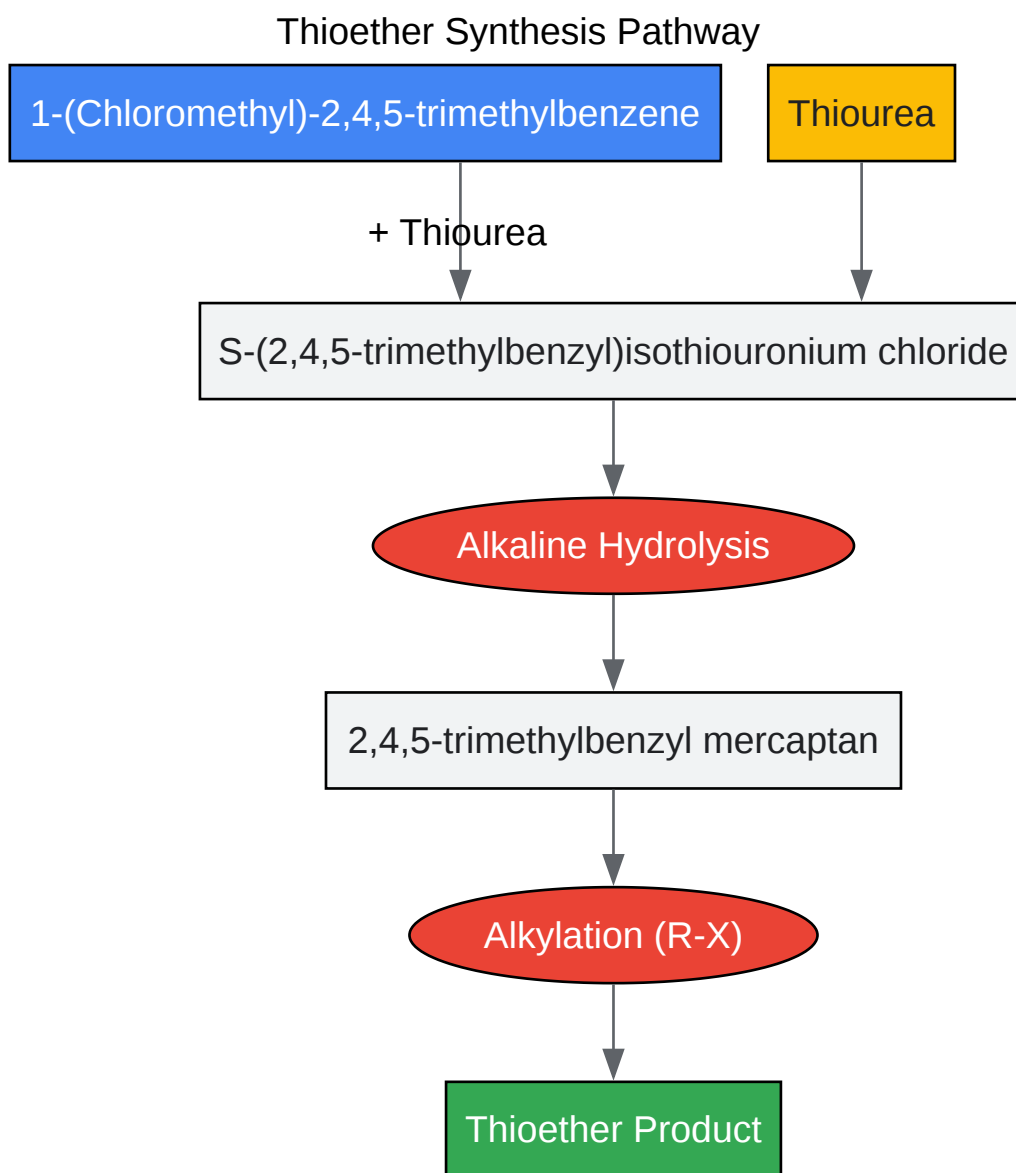 Thioether Synthesis Pathway
1-(Chloromethyl)-2,4,5-trimethylbenzene
Thiourea
+ Thiourea
S-(2,4,5-trimethylbenzyl)isothiouronium chloride
Alkaline Hydrolysis
2,4,5-trimethylbenzyl mercaptan
Alkylation (R-X)
Thioether Product